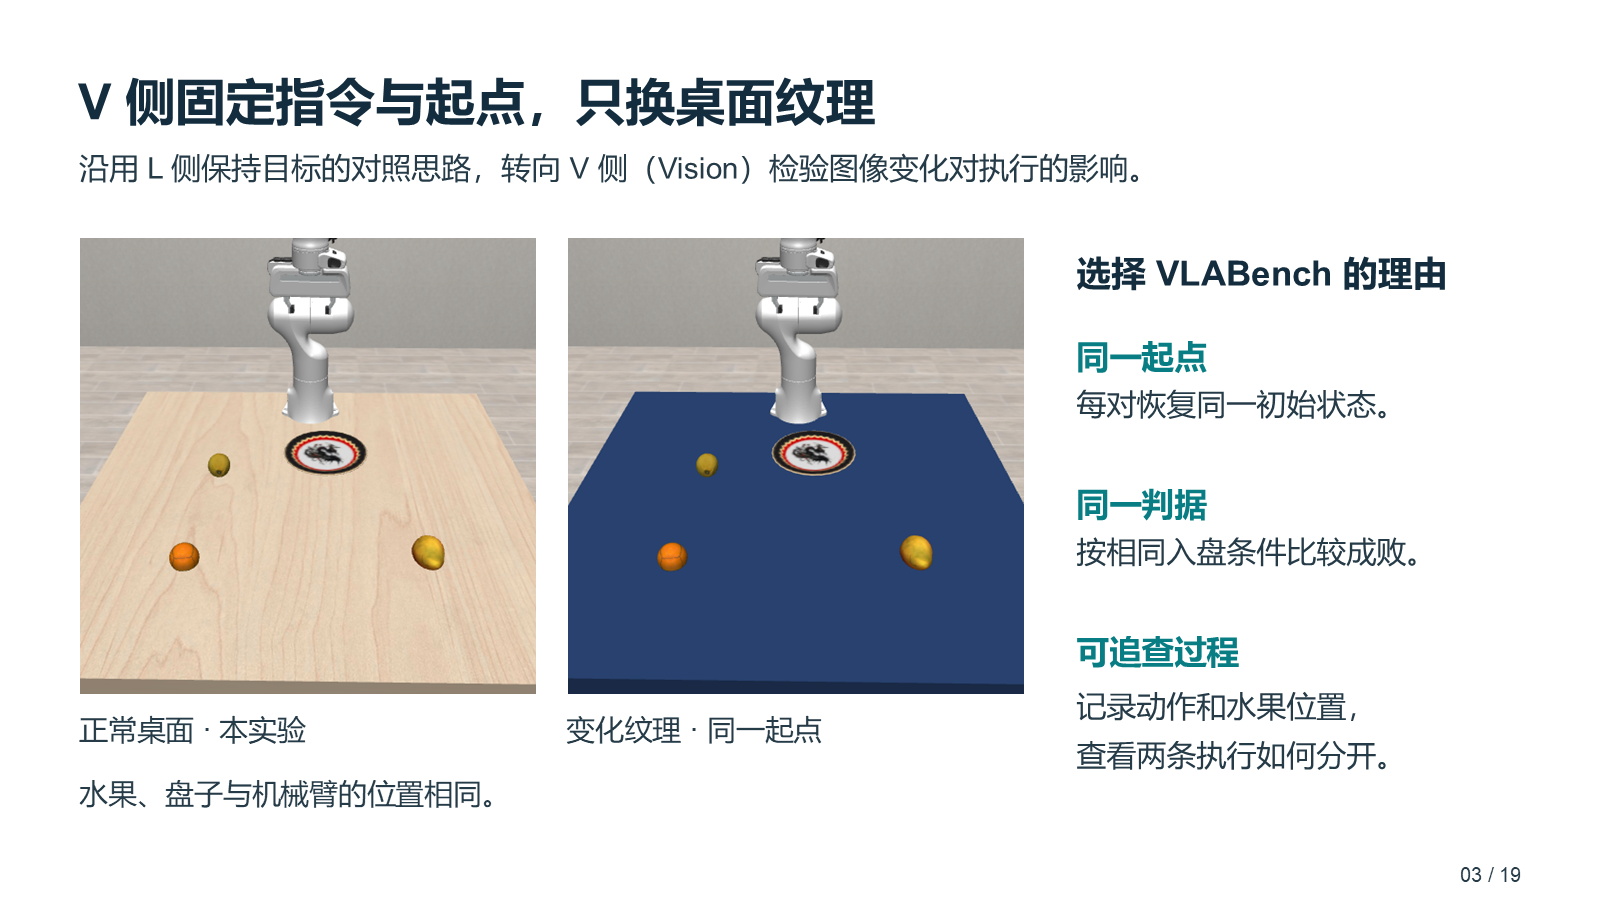 V 侧固定指令与起点，只换桌面纹理
沿用 L 侧保持目标的对照思路，转向 V 侧（Vision）检验图像变化对执行的影响。
正常桌面 · 本实验
变化纹理 · 同一起点
水果、盘子与机械臂的位置相同。
选择 VLABench 的理由
同一起点
每对恢复同一初始状态。
同一判据
按相同入盘条件比较成败。
可追查过程
记录动作和水果位置，
查看两条执行如何分开。
03 / 19